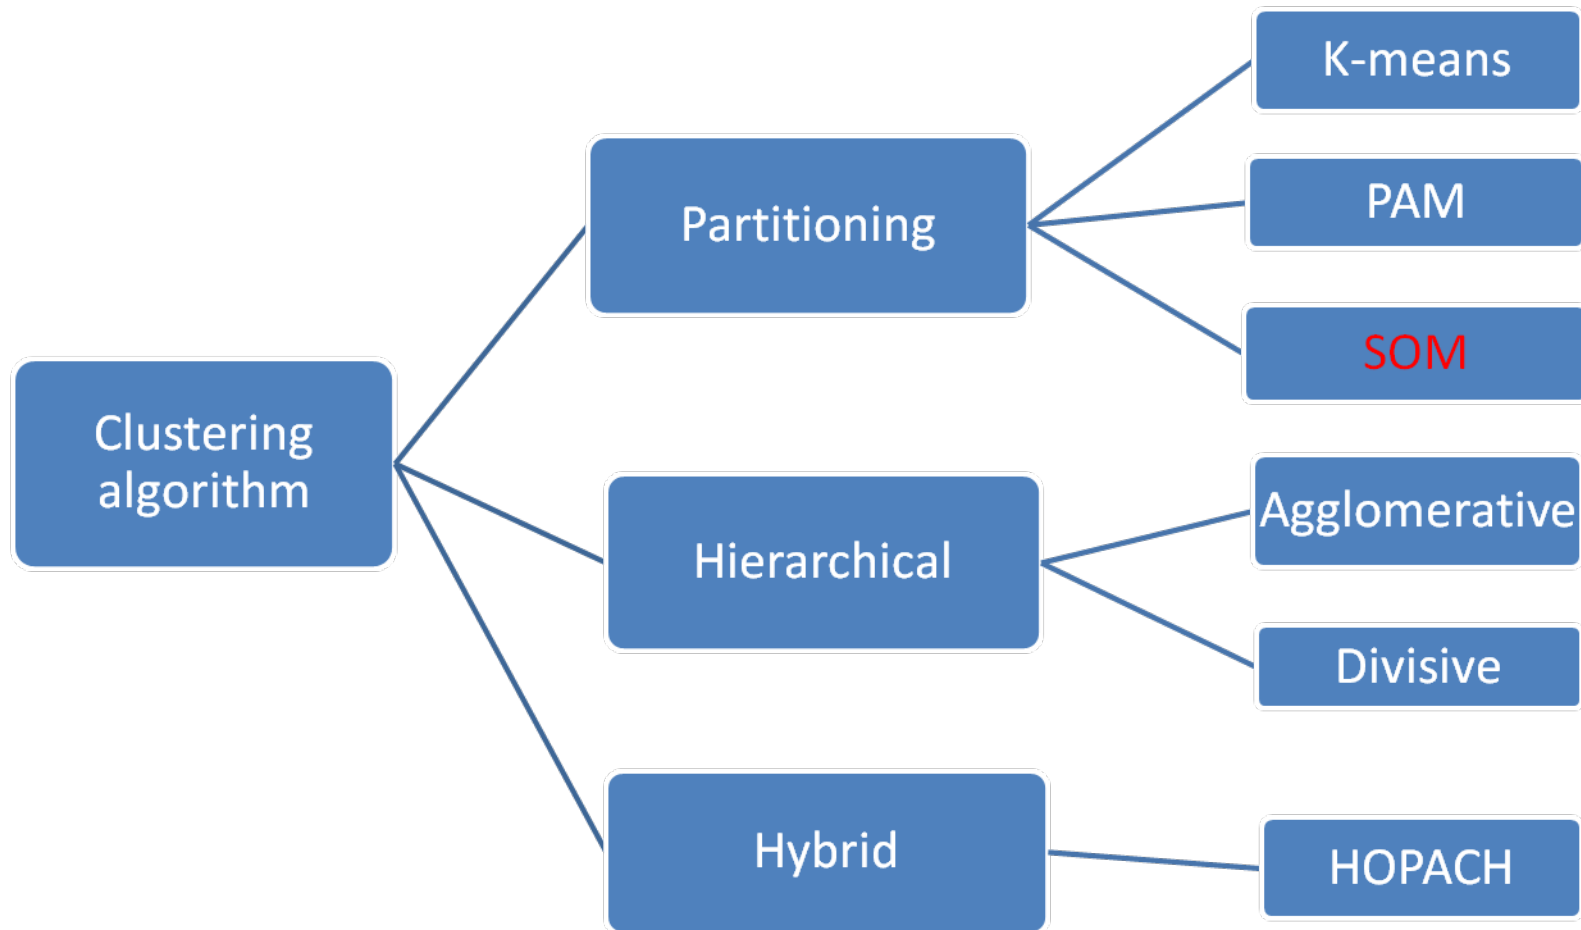 Clustering
algorithm
Partitioning
K-means
PAM
SOM
Hierarchical
Agglomerative
Divisive
Hybrid
HOPACH